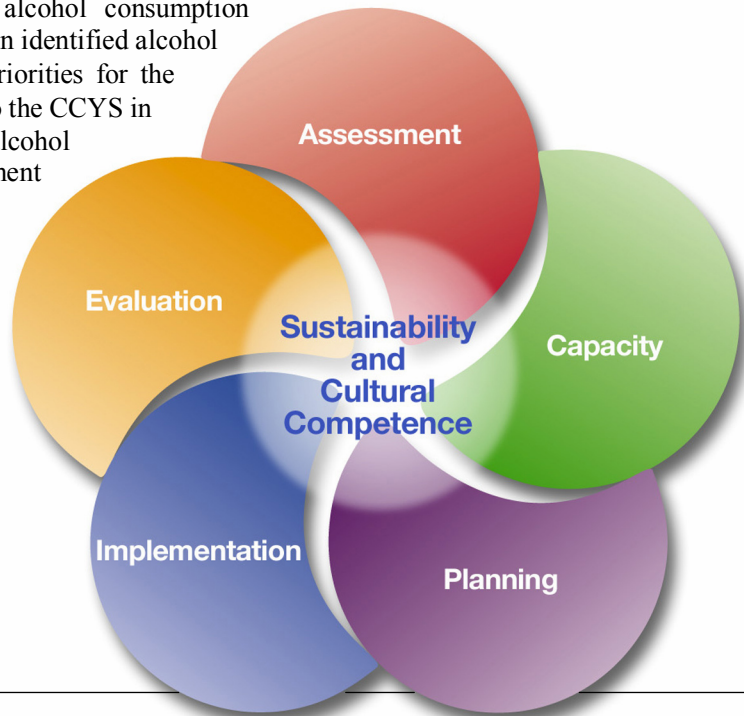 alcohol consumption
n identified alcohol
riorities for the
the CCYS in
lcohol
ment
Assessment
Evaluation
Capacity
Sustainability
and
Cultural
Competence
Implementation
Planning